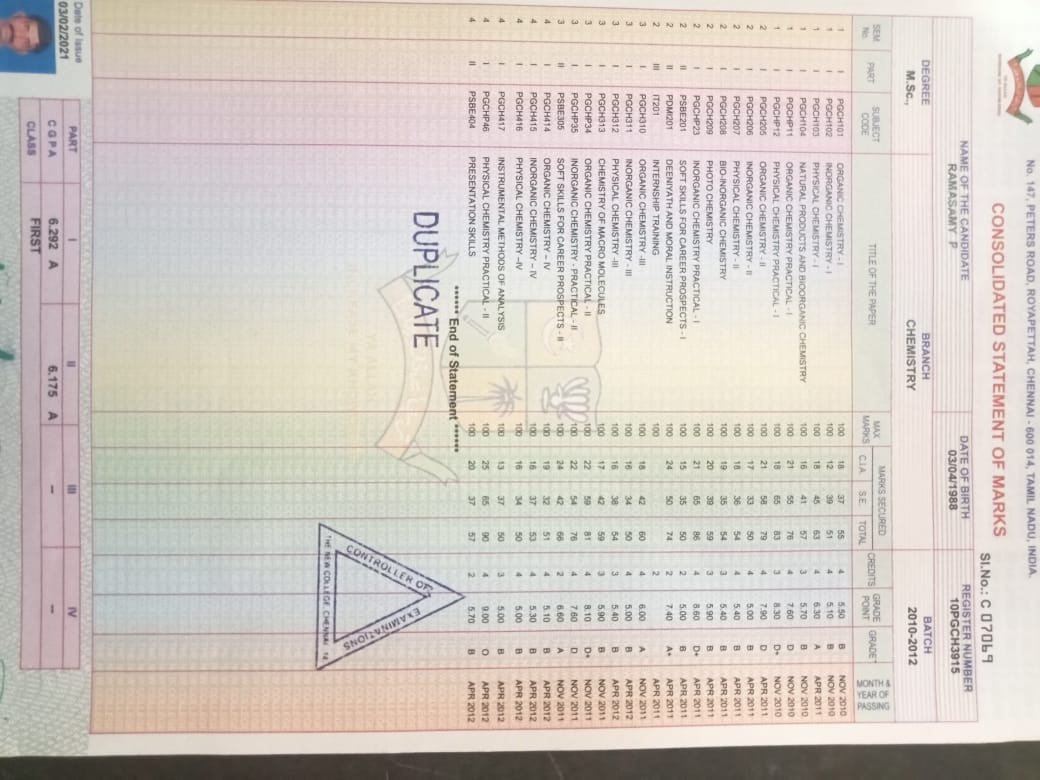 No. 147, PETERS ROAD, ROYAPETTAH, CHENNAI - 600 014, TAMIL NADU, INDIA.
CONSOLIDATED STATEMENT OF MARKS
Sl.No.: C 07069
NAME OF THE CANDIDATE DATE OF BIRTH REGISTER NUMBER
RAMASAMY P 03/04/1988 10PGCH3915
DEGREE BRANCH BATCH
M.Sc., CHEMISTRY 2010-2012
SEM. No. PART SUBJECT CODE TITLE OF THE PAPER MAX. MARKS MARKS SECURED C.I.A. S.E. TOTAL CREDITS GRADE POINT GRADE* MONTH & YEAR OF PASSING
1 I PGCH101 ORGANIC CHEMISTRY - I 100 18 37 55 4 5.50 B NOV 2010
1 I PGCH102 INORGANIC CHEMISTRY - I 100 12 39 51 4 5.10 B NOV 2010
1 I PGCH103 PHYSICAL CHEMISTRY - I 100 18 45 63 4 6.30 A APR 2011
1 I PGCH104 NATURAL PRODUCTS AND BIOORGANIC CHEMISTRY 100 16 41 57 3 5.70 B NOV 2010
1 I PGCHP11 ORGANIC CHEMISTRY PRACTICAL - I 100 21 55 76 4 7.60 D NOV 2010
1 I PGCHP12 PHYSICAL CHEMISTRY PRACTICAL - I 100 18 65 83 3 8.30 D+ NOV 2010
2 I PGCH205 ORGANIC CHEMISTRY - II 100 21 58 79 4 7.90 D APR 2011
2 I PGCH206 INORGANIC CHEMISTRY - II 100 17 33 50 4 5.00 B NOV 2011
2 I PGCH207 PHYSICAL CHEMISTRY - II 100 18 36 54 4 5.40 B APR 2012
2 I PGCH208 BIO-INORGANIC CHEMISTRY 100 19 35 54 3 5.40 B APR 2011
2 I PGCH209 PHOTO CHEMISTRY 100 20 39 59 3 5.90 B APR 2011
2 I PGCHP23 INORGANIC CHEMISTRY PRACTICAL - I 100 21 65 86 4 8.60 D+ APR 2011
2 II PSBE201 SOFT SKILLS FOR CAREER PROSPECTS - I 100 15 35 50 2 5.00 B APR 2011
2 II PDMI201 DEENIYATH AND MORAL INSTRUCTION 100 24 50 74 2 7.40 A+ APR 2011
2 III IT201 INTERNSHIP TRAINING 100 2 APR 2011
3 I PGCH310 ORGANIC CHEMISTRY -III 100 18 42 60 4 6.00 A NOV 2011
3 I PGCH311 INORGANIC CHEMISTRY - III 100 16 34 50 4 5.00 B APR 2012
3 I PGCH312 PHYSICAL CHEMISTRY -III 100 16 38 54 3 5.40 B APR 2012
3 I PGCH313 CHEMISTRY OF MACRO MOLECULES 100 17 42 59 3 5.90 B NOV 2011
3 I PGCHP34 ORGANIC CHEMISTRY PRACTICAL - II 100 22 59 81 4 8.10 D+ NOV 2011
3 I PGCHP35 INORGANIC CHEMISTRY - PRACTICAL - II 100 22 54 76 4 7.60 D NOV 2011
3 II PSBE305 SOFT SKILLS FOR CAREER PROSPECTS - II 100 24 42 66 2 6.60 A NOV 2011
4 I PGCH414 ORGANIC CHEMISTRY – IV 100 19 32 51 4 5.10 B APR 2012
4 I PGCH415 INORGANIC CHEMISTRY – IV 100 16 37 53 4 5.30 B APR 2012
4 I PGCH416 PHYSICAL CHEMISTRY –IV 100 16 34 50 4 5.00 B APR 2012
4 I PGCH417 INSTRUMENTAL METHODS OF ANALYSIS 100 13 37 50 3 5.00 B APR 2012
4 I PGCHP46 PHYSICAL CHEMISTRY PRACTICAL - II 100 25 65 90 4 9.00 O APR 2012
4 II PSBE404 PRESENTATION SKILLS 100 20 37 57 2 5.70 B APR 2012
****** End of Statement ******
DUPLICATE
CONTROLLER OF
EXAMINATIONS
THE NEW COLLEGE, CHENNAI - 14
Date of Issue
03/02/2021
PART I II III IV
C G P A 6.292 A 6.175 A – –
CLASS FIRST